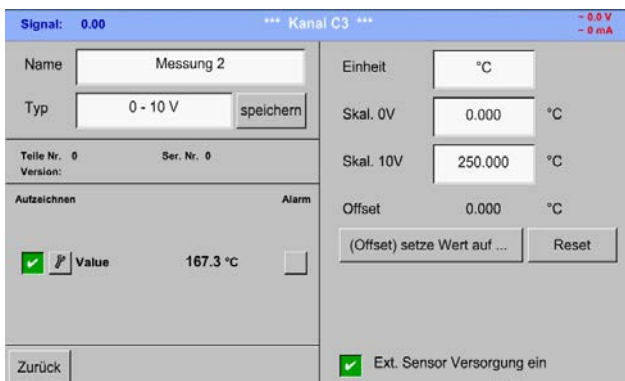 Signal: 0.00 *** Kanal C3 *** ~ 0.0 V
~ 0 mA
Name Messung 2
Typ 0 - 10 V speichern
Teile Nr. 0 Ser. Nr. 0
Version:
Aufzeichnen Alarm
Value 167.3 °C
Zurück
Einheit °C
Skal. 0V 0.000 °C
Skal. 10V 250.000 °C
Offset 0.000 °C
(Offset) setze Wert auf ... Reset
Ext. Sensor Versorgung ein